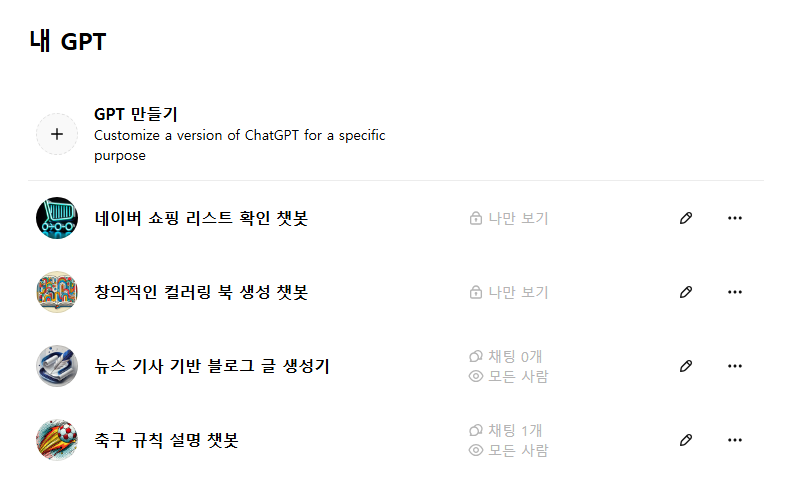 내 GPT
GPT 만들기
Customize a version of ChatGPT for a specific
purpose
네이버 쇼핑 리스트 확인 챗봇
나만 보기
창의적인 컬러링 북 생성 챗봇
나만 보기
뉴스 기사 기반 블로그 글 생성기
채팅 0개
모든 사람
축구 규칙 설명 챗봇
채팅 1개
모든 사람